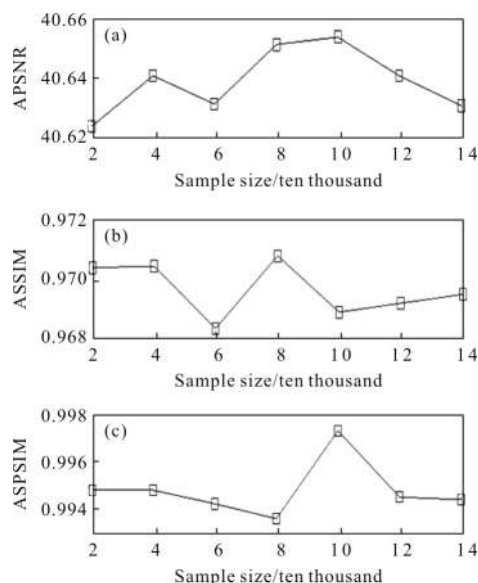 40.66
(a)
APSNR
40.64
40.62
2 4 6 8 10 12 14
Sample size/ten thousand
0.972
(b)
ASSIM
0.970
0.968
2 4 6 8 10 12 14
Sample size/ten thousand
0.998
(c)
ASPSIM
0.996
0.994
2 4 6 8 10 12 14
Sample size/ten thousand